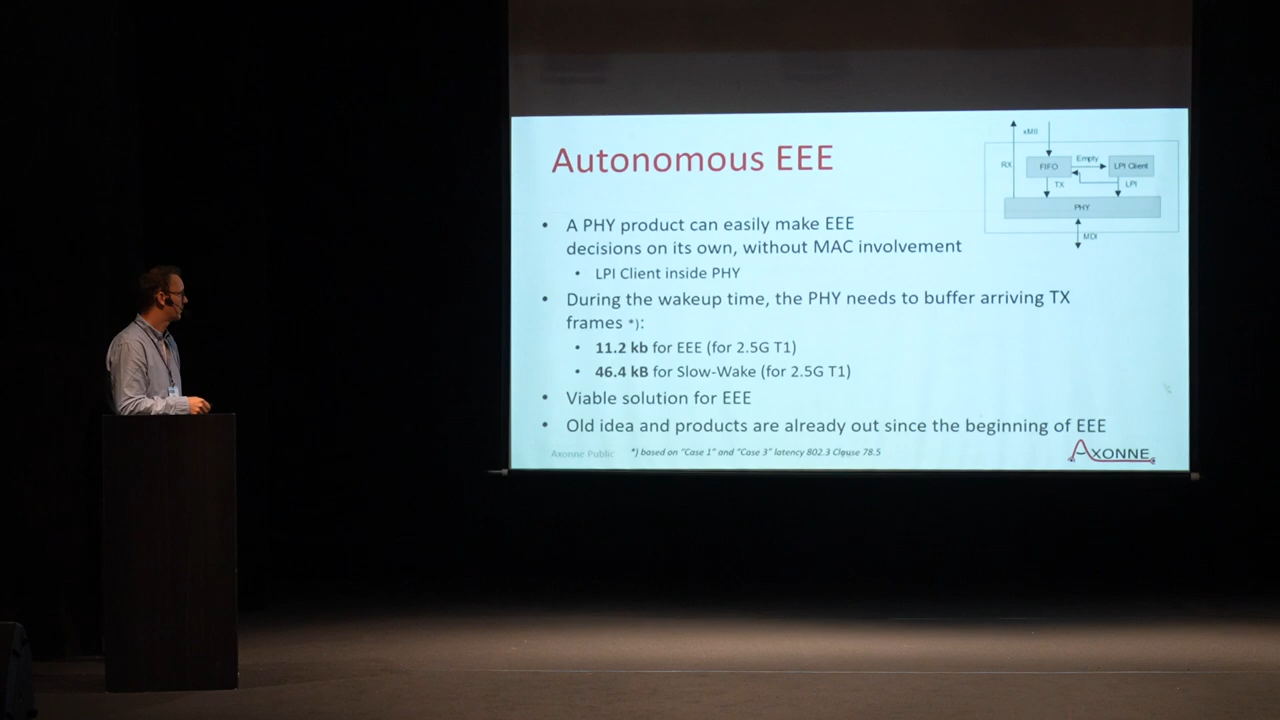 Autonomous EEE
xMII
RX
FIFO
Empty
LPI Client
TX
LPI
PHY
MDI
• A PHY product can easily make EEE
decisions on its own, without MAC involvement
• LPI Client inside PHY
• During the wakeup time, the PHY needs to buffer arriving TX
frames *):
• 11.2 kb for EEE (for 2.5G T1)
• 46.4 kB for Slow-Wake (for 2.5G T1)
• Viable solution for EEE
• Old idea and products are already out since the beginning of EEE
Axonne Public
*) based on "Case 1" and "Case 3" latency 802.3 Clause 78.5
AXONNE